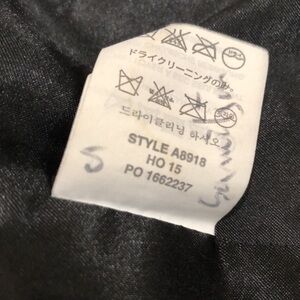 ドライクリーニングのみ.
드라이클리닝 하세요.
STYLE A8918
HO 15
PO 1662237
S